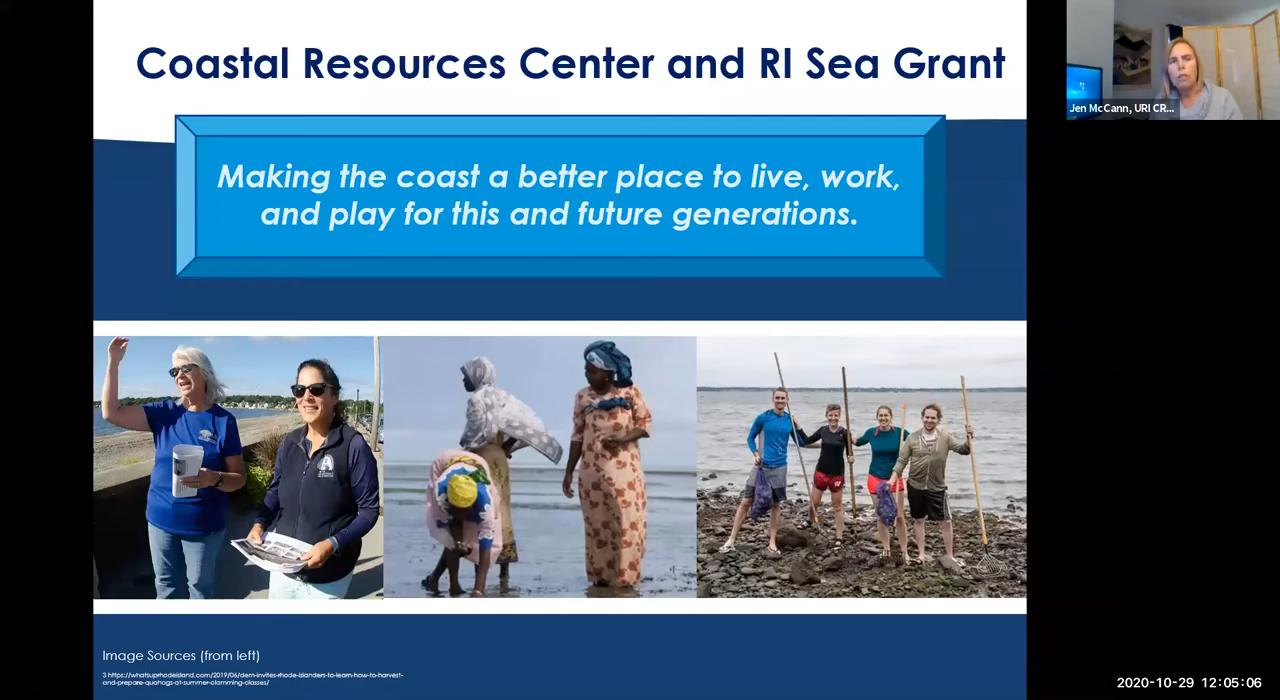 Coastal Resources Center and RI Sea Grant
Jen McCann, URI CR...
Making the coast a better place to live, work,
and play for this and future generations.
Image Sources (from left)
3 https://whatsuprhodeisland.com/2019/06/dem-invites-rhode-islanders-to-learn-how-to-harvest-
and-prepare-quahogs-at-summer-clamming-classes/
2020-10-29 12:05:06